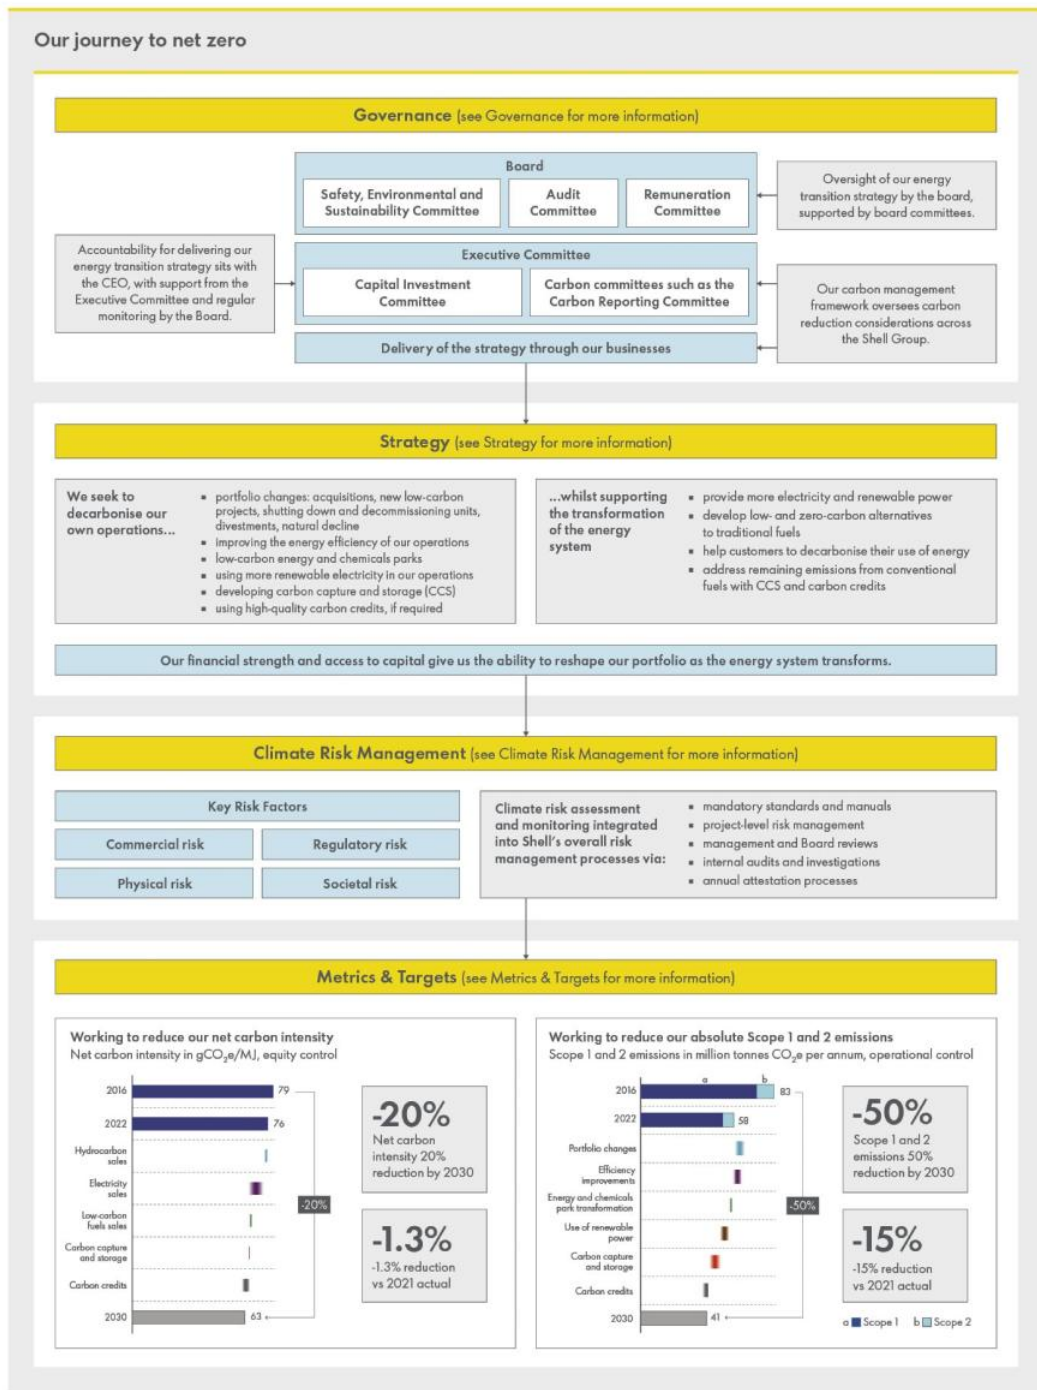 Our journey to net zero
Governance (see Governance for more information)
Board
Safety, Environmental and
Sustainability Committee
Audit
Committee
Remuneration
Committee
Oversight of our energy
transition strategy by the board,
supported by board committees.
Accountability for delivering our
energy transition strategy sits with
the CEO, with support from the
Executive Committee and regular
monitoring by the Board.
Executive Committee
Capital Investment
Committee
Carbon committees such as the
Carbon Reporting Committee
Our carbon management
framework oversees carbon
reduction considerations across
the Shell Group.
Delivery of the strategy through our businesses
Strategy (see Strategy for more information)
We seek to
decarbonise our
own operations...
▪ portfolio changes: acquisitions, new low-carbon
projects, shutting down and decommissioning units,
divestments, natural decline
▪ improving the energy efficiency of our operations
▪ low-carbon energy and chemicals parks
▪ using more renewable electricity in our operations
▪ developing carbon capture and storage (CCS)
▪ using high-quality carbon credits, if required
...whilst supporting
the transformation
of the energy
system
▪ provide more electricity and renewable power
▪ develop low- and zero-carbon alternatives
to traditional fuels
▪ help customers to decarbonise their use of energy
▪ address remaining emissions from conventional
fuels with CCS and carbon credits
Our financial strength and access to capital give us the ability to reshape our portfolio as the energy system transforms.
Climate Risk Management (see Climate Risk Management for more information)
Key Risk Factors
Commercial risk
Regulatory risk
Physical risk
Societal risk
Climate risk assessment
and monitoring integrated
into Shell's overall risk
management processes via:
▪ mandatory standards and manuals
▪ project-level risk management
▪ management and Board reviews
▪ internal audits and investigations
▪ annual attestation processes
Metrics & Targets (see Metrics & Targets for more information)
Working to reduce our net carbon intensity
Net carbon intensity in gCO₂e/MJ, equity control
2016
79
2022
76
Hydrocarbon
sales
Electricity
sales
Low-carbon
fuels sales
Carbon capture
and storage
Carbon credits
2030
63
-20%
-20%
Net carbon
intensity 20%
reduction by 2030
-1.3%
-1.3% reduction
vs 2021 actual
Working to reduce our absolute Scope 1 and 2 emissions
Scope 1 and 2 emissions in million tonnes CO₂e per annum, operational control
a b
2016
83
2022
58
Portfolio changes
Efficiency
improvements
Energy and chemicals
park transformation
Use of renewable
power
Carbon capture
and storage
Carbon credits
2030
41
-50%
-50%
Scope 1 and 2
emissions 50%
reduction by 2030
-15%
-15% reduction
vs 2021 actual
a Scope 1 b Scope 2